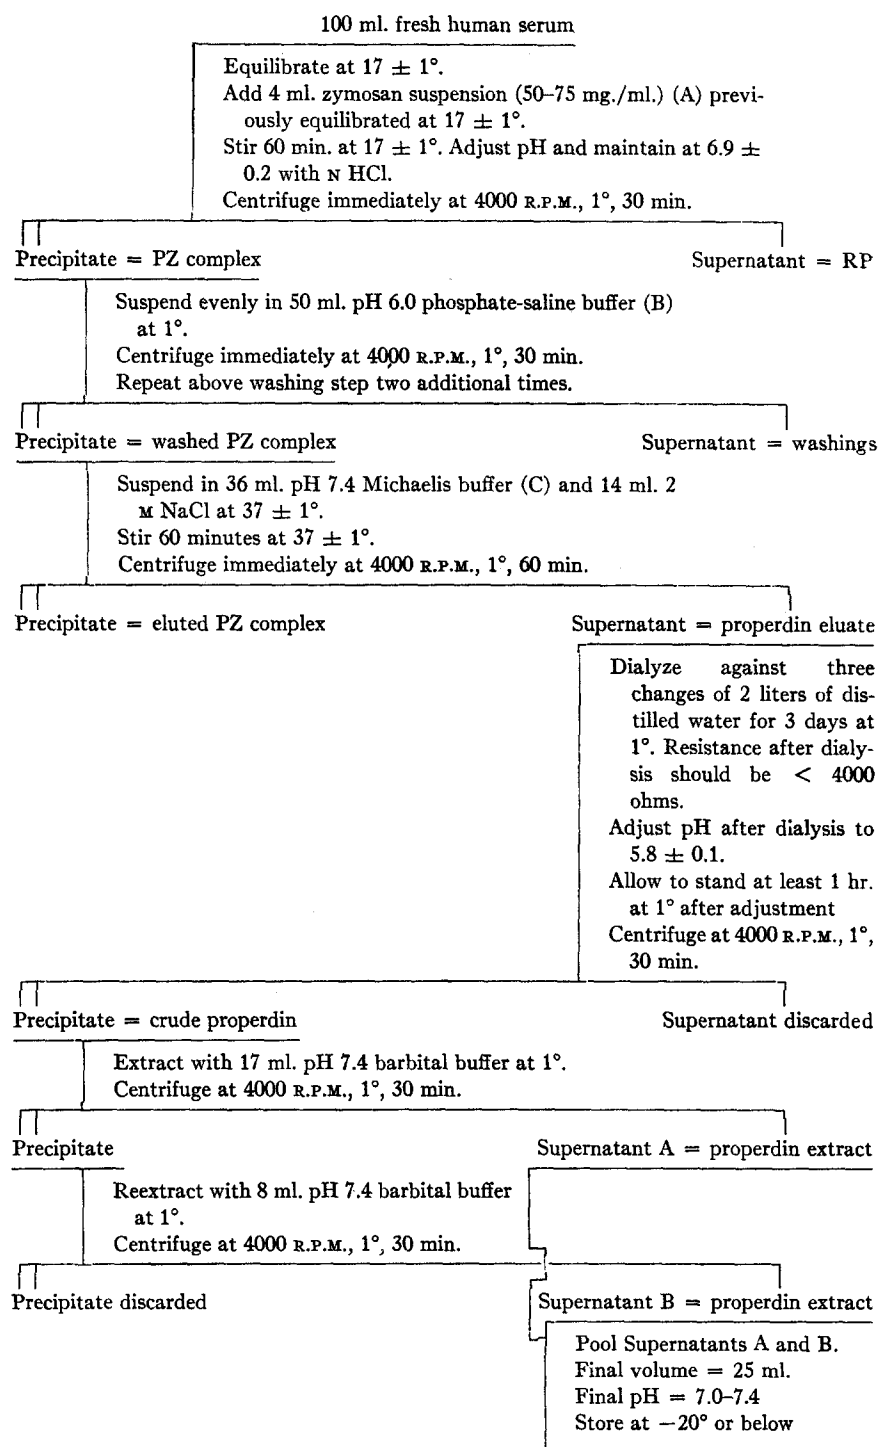 100 ml. fresh human serum
Equilibrate at 17 ± 1°.
Add 4 ml. zymosan suspension (50–75 mg./ml.) (A) previ-
ously equilibrated at 17 ± 1°.
Stir 60 min. at 17 ± 1°. Adjust pH and maintain at 6.9 ±
0.2 with N HCl.
Centrifuge immediately at 4000 R.P.M., 1°, 30 min.
Precipitate = PZ complex
Supernatant = RP
Suspend evenly in 50 ml. pH 6.0 phosphate-saline buffer (B)
at 1°.
Centrifuge immediately at 4000 R.P.M., 1°, 30 min.
Repeat above washing step two additional times.
Precipitate = washed PZ complex
Supernatant = washings
Suspend in 36 ml. pH 7.4 Michaelis buffer (C) and 14 ml. 2
M NaCl at 37 ± 1°.
Stir 60 minutes at 37 ± 1°.
Centrifuge immediately at 4000 R.P.M., 1°, 60 min.
Precipitate = eluted PZ complex
Supernatant = properdin eluate
Dialyze against three
changes of 2 liters of dis-
tilled water for 3 days at
1°. Resistance after dialy-
sis should be < 4000
ohms.
Adjust pH after dialysis to
5.8 ± 0.1.
Allow to stand at least 1 hr.
at 1° after adjustment
Centrifuge at 4000 R.P.M., 1°,
30 min.
Precipitate = crude properdin
Supernatant discarded
Extract with 17 ml. pH 7.4 barbital buffer at 1°.
Centrifuge at 4000 R.P.M., 1°, 30 min.
Precipitate
Supernatant A = properdin extract
Reextract with 8 ml. pH 7.4 barbital buffer
at 1°.
Centrifuge at 4000 R.P.M., 1°, 30 min.
Precipitate discarded
Supernatant B = properdin extract
Pool Supernatants A and B.
Final volume = 25 ml.
Final pH = 7.0–7.4
Store at −20° or below